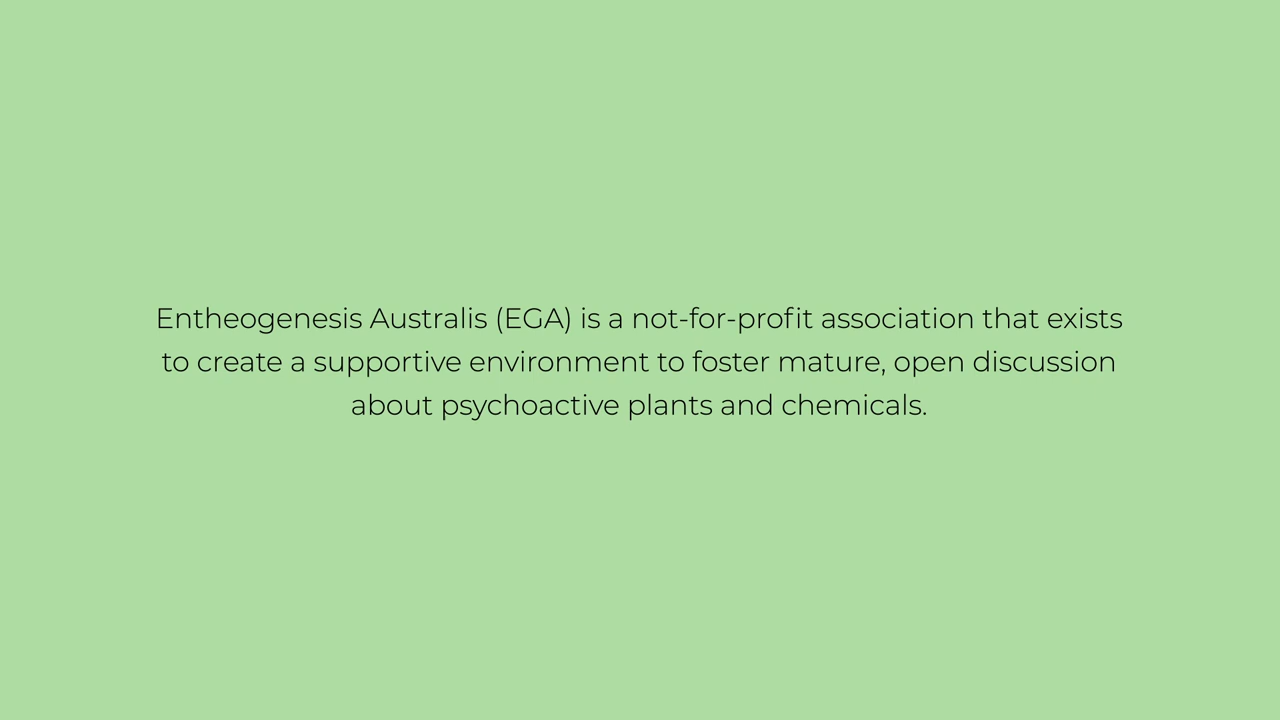 Entheogenesis Australis (EGA) is a not-for-profit association that exists
to create a supportive environment to foster mature, open discussion
about psychoactive plants and chemicals.